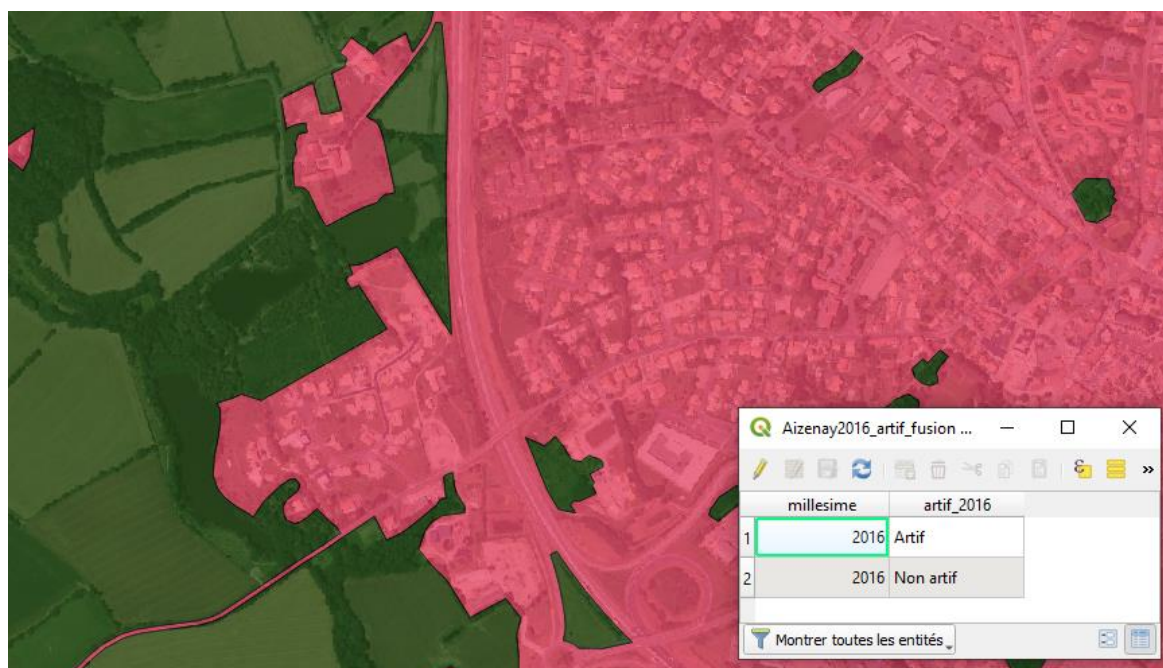 Aizenay2016_artif_fusion ...
millesime artif_2016
1 2016 Artif
2 2016 Non artif
Montrer toutes les entités